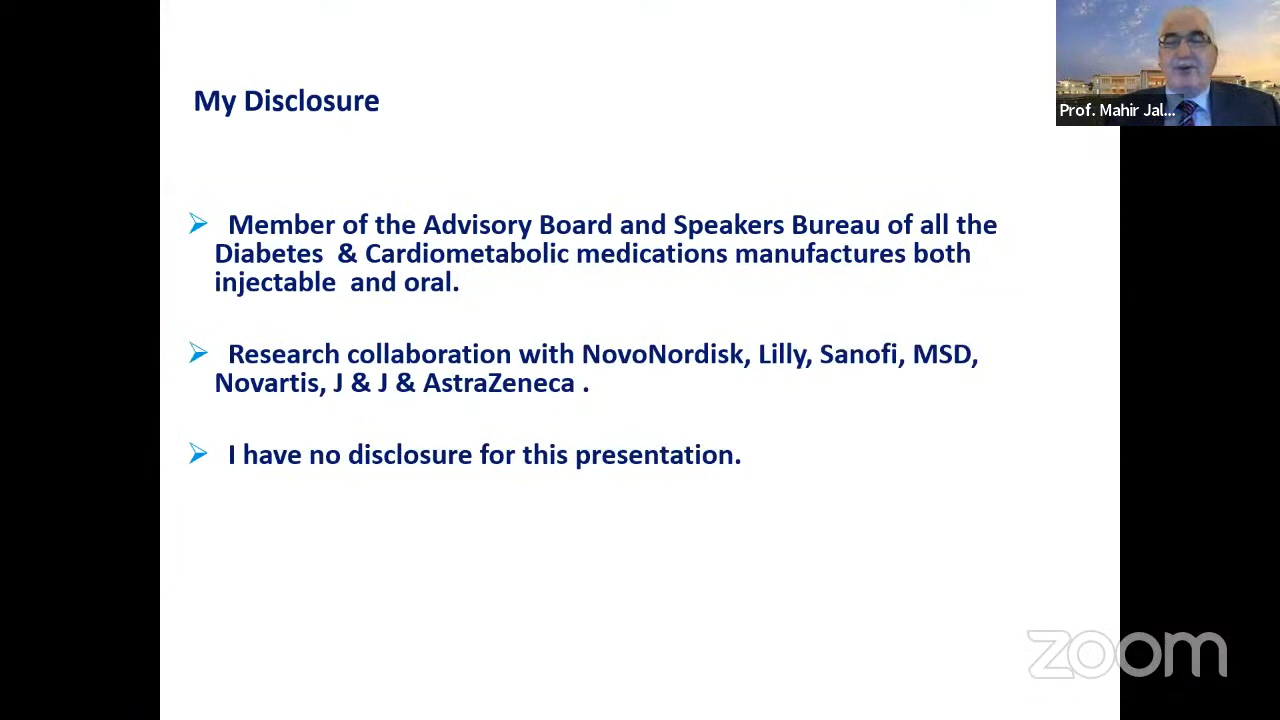 My Disclosure
Prof. Mahir Jal...
➢ Member of the Advisory Board and Speakers Bureau of all the
Diabetes & Cardiometabolic medications manufactures both
injectable and oral.
➢ Research collaboration with NovoNordisk, Lilly, Sanofi, MSD,
Novartis, J & J & AstraZeneca .
➢ I have no disclosure for this presentation.
zoom